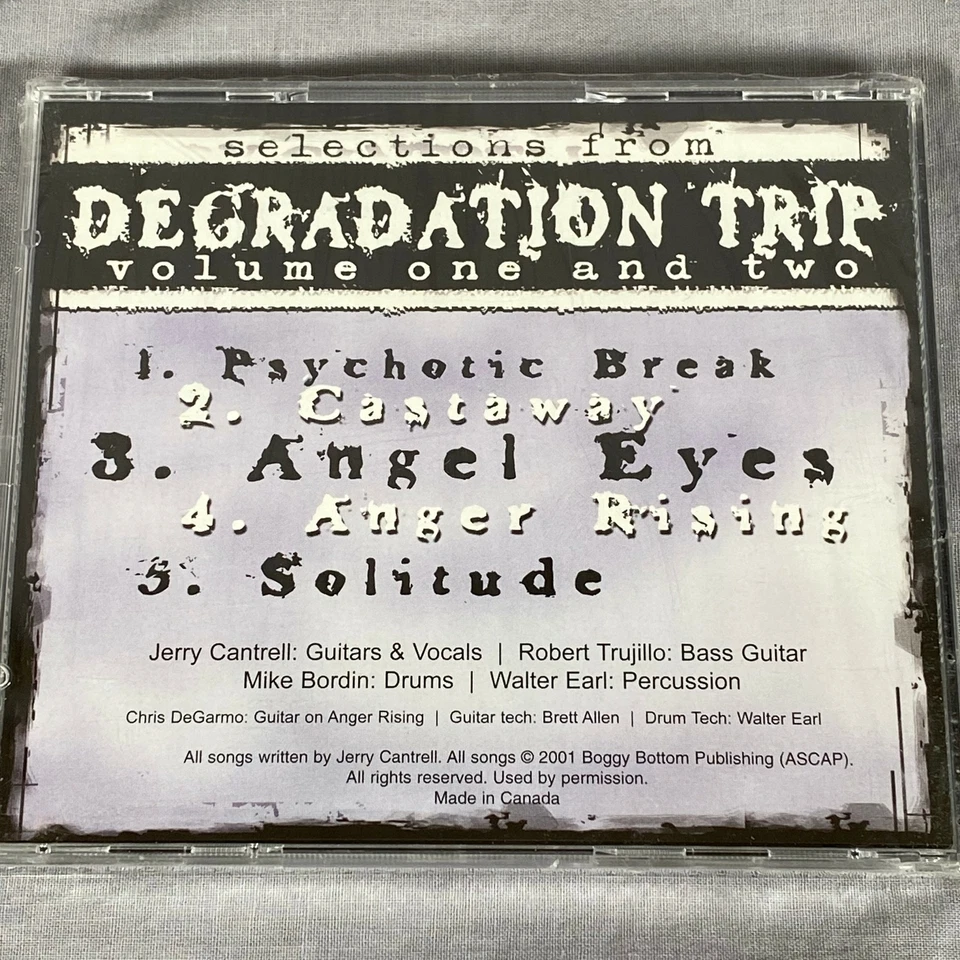 selections from
DEGRADATION TRIP
volume one and two
1. Psychotic Break
2. Castaway
3. Angel Eyes
4. Anger Rising
5. Solitude
Jerry Cantrell: Guitars & Vocals | Robert Trujillo: Bass Guitar
Mike Bordin: Drums | Walter Earl: Percussion
Chris DeGarmo: Guitar on Anger Rising | Guitar tech: Brett Allen | Drum Tech: Walter Earl
All songs written by Jerry Cantrell. All songs © 2001 Boggy Bottom Publishing (ASCAP).
All rights reserved. Used by permission.
Made in Canada